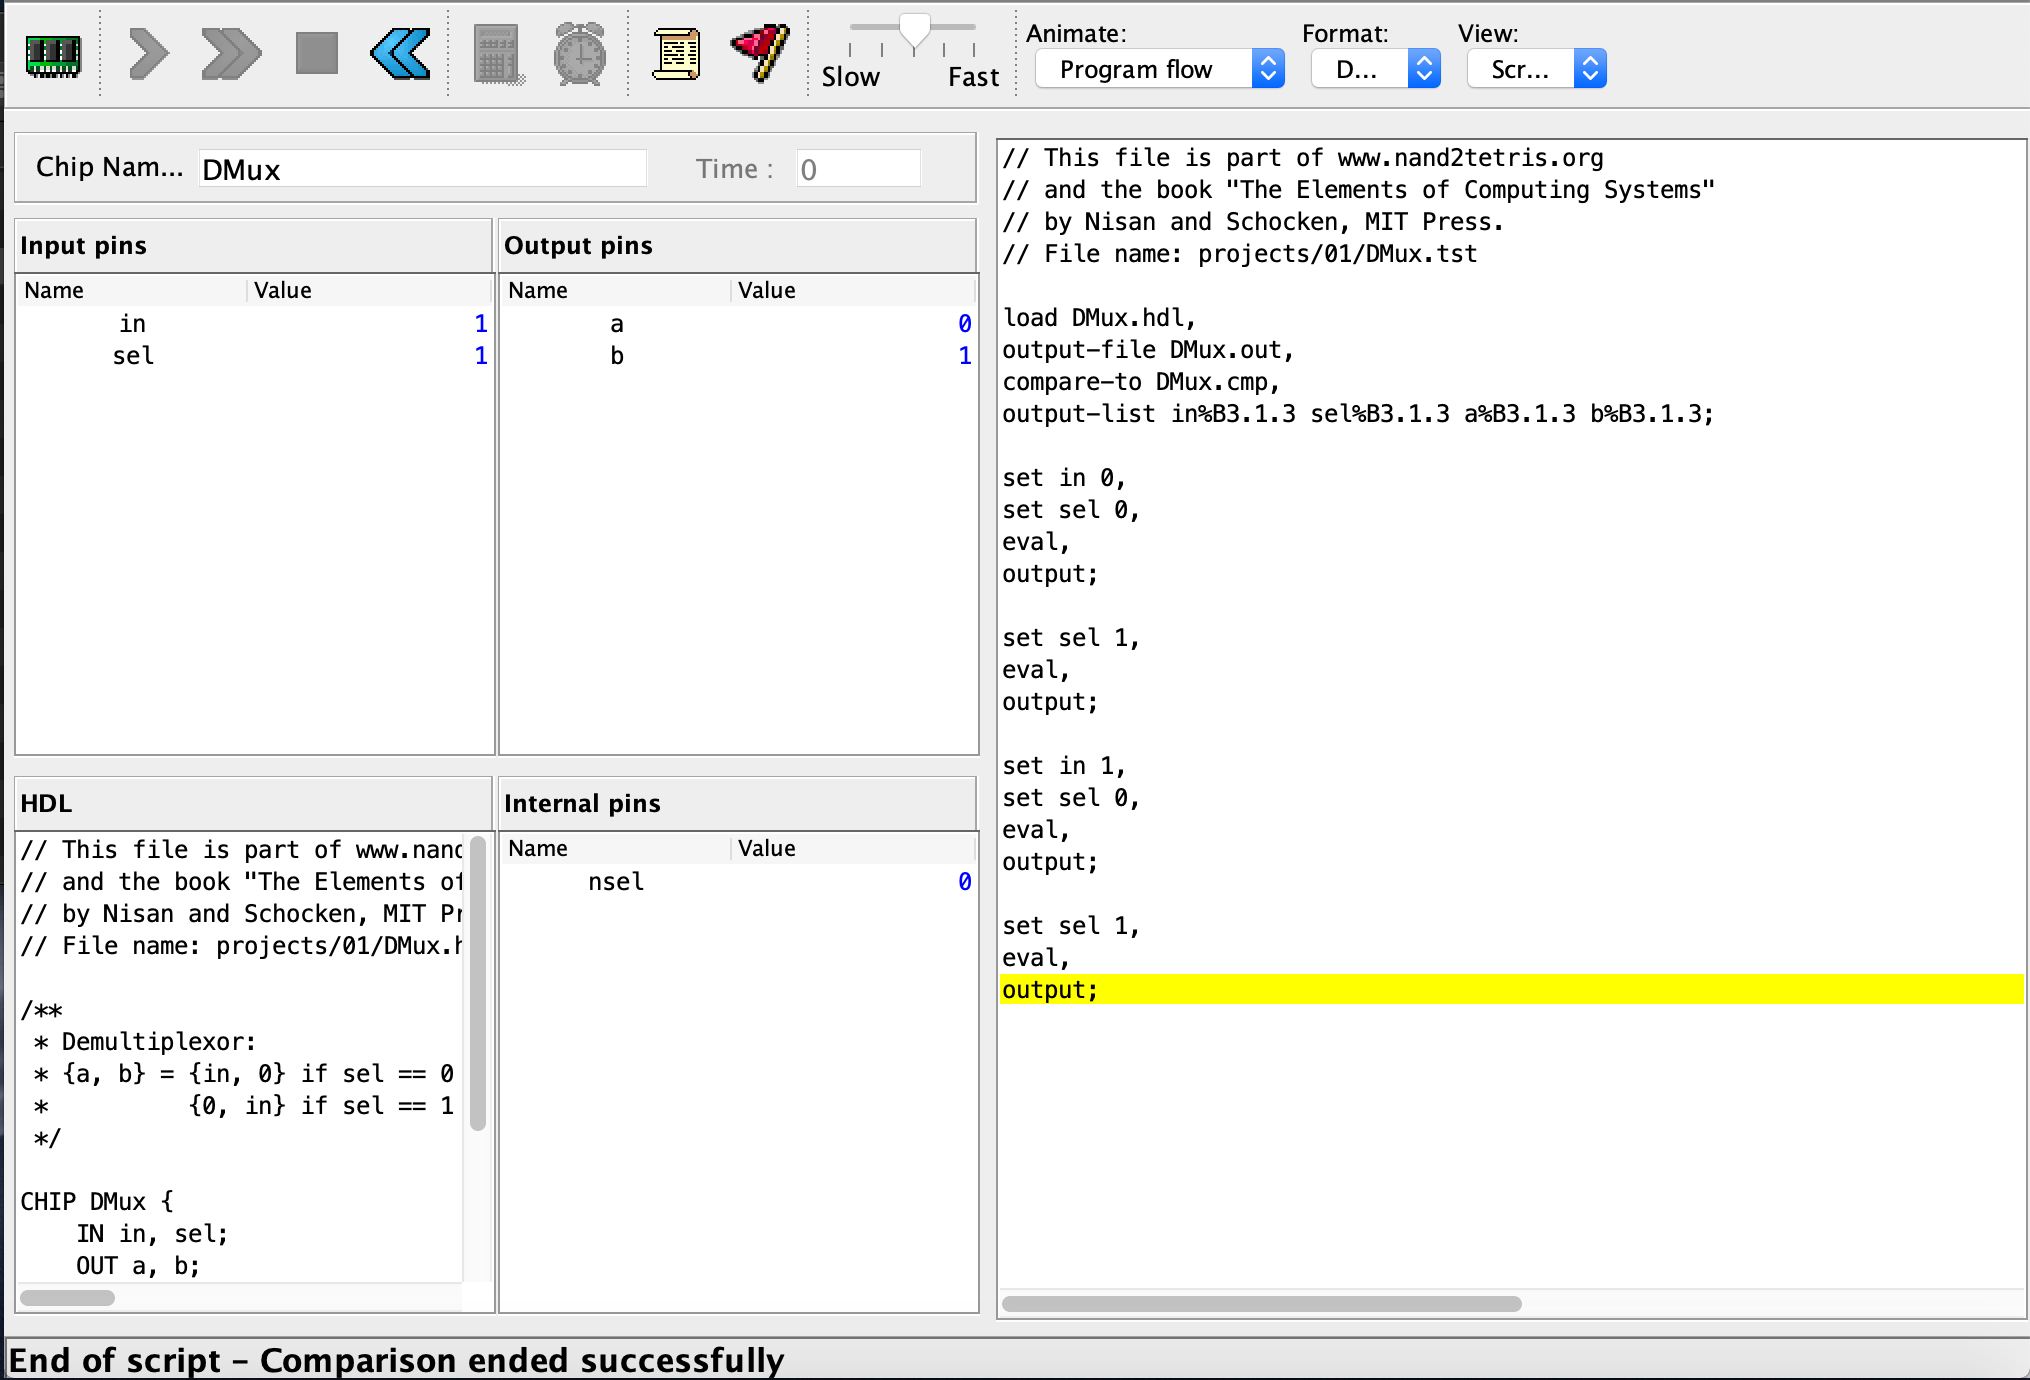 Slow Fast
Animate: Format: View:
Program flow D... Scr...
Chip Nam... DMux Time : 0
Input pins
Name Value
in 1
sel 1
Output pins
Name Value
a 0
b 1
HDL
// This file is part of www.nand
// and the book "The Elements of
// by Nisan and Schocken, MIT Pr
// File name: projects/01/DMux.h
/**
* Demultiplexor:
* {a, b} = {in, 0} if sel == 0
* {0, in} if sel == 1
*/
CHIP DMux {
IN in, sel;
OUT a, b;
Internal pins
Name Value
nsel 0
// This file is part of www.nand2tetris.org
// and the book "The Elements of Computing Systems"
// by Nisan and Schocken, MIT Press.
// File name: projects/01/DMux.tst
load DMux.hdl,
output-file DMux.out,
compare-to DMux.cmp,
output-list in%B3.1.3 sel%B3.1.3 a%B3.1.3 b%B3.1.3;
set in 0,
set sel 0,
eval,
output;
set sel 1,
eval,
output;
set in 1,
set sel 0,
eval,
output;
set sel 1,
eval,
output;
End of script - Comparison ended successfully